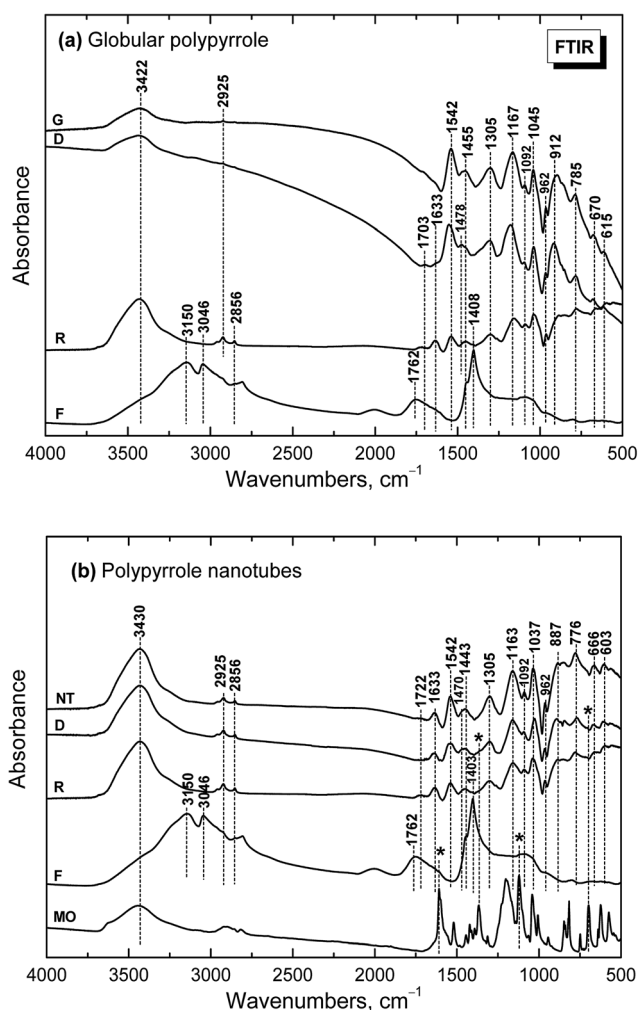 (a) Globular polypyrrole
FTIR
3422
2925
1542
1455
1305
1167
1092
1045
962
912
785
670
615
1703
1633
1478
G
D
R
F
3150
3046
2856
1762
1408
Absorbance
4000 3500 3000 2500 2000 1500 1000 500
Wavenumbers, cm⁻¹
(b) Polypyrrole nanotubes
3430
2925
2856
1722
1633
1542
1470
1443
1305
1163
1092
1037
962
887
776
666
603
NT
D
*
*
R
3150
3046
1762
1403
*
*
F
MO
Absorbance
4000 3500 3000 2500 2000 1500 1000 500
Wavenumbers, cm⁻¹